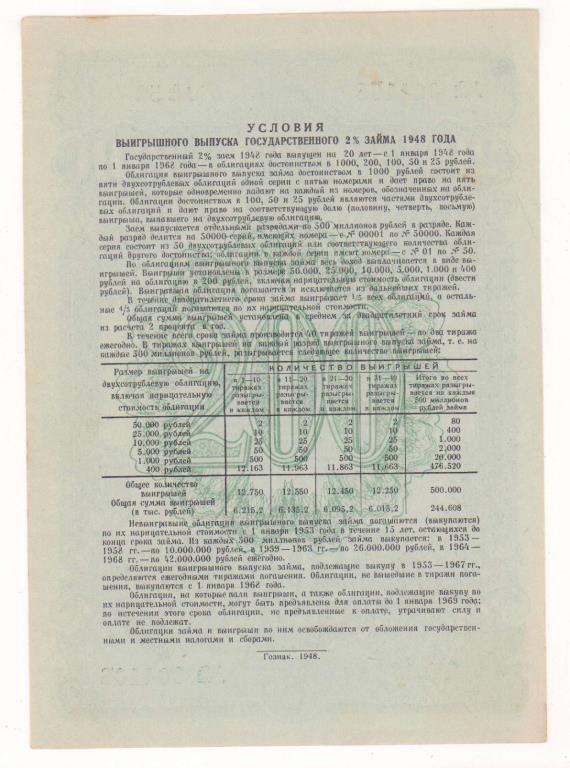 УСЛОВИЯ
ВЫИГРЫШНОГО ВЫПУСКА ГОСУДАРСТВЕННОГО 2% ЗАЙМА 1948 ГОДА
Государственный 2% заем 1948 года выпущен на 20 лет — с 1 января 1948 года
по 1 января 1968 года — в облигациях достоинством в 1000, 200, 100, 50 и 25 рублей.
Облигация выигрышного выпуска займа достоинством в 1000 рублей состоит из
пяти двухсотрублевых облигаций одной серии с пятью номерами и дает право на пять
выигрышей, которые одновременно падают на каждый из номеров, обозначенных на обли-
гации. Облигации достоинством в 100, 50 и 25 рублей являются частями двухсотрубле-
вых облигаций и дают право на соответствующую долю (половину, четверть, восьмую)
выигрыша, выпавшего на двухсотрублевую облигацию.
Заем выпускается отдельными разрядами по 500 миллионов рублей в разряде. Каж-
дый разряд делится на 50000 серий, имеющих номера — с № 00001 по № 50000. Каждая
серия состоит из 50 двухсотрублевых облигаций или соответствующего количества обли-
гаций другого достоинства; облигации в каждой серии имеют номера — с № 01 по № 50.
По облигациям выигрышного выпуска займа весь доход выплачивается в виде вы-
игрышей. Выигрыши установлены в размере 50.000, 25.000, 10.000, 5.000, 1.000 и 400
рублей на облигацию в 200 рублей, включая нарицательную стоимость облигации (двести
рублей). Выигравшая облигация погашается и исключается из дальнейших тиражей.
В течение двадцатилетнего срока займа выигрывает 1/5 всех облигаций, а осталь-
ные 4/5 облигаций погашаются по их нарицательной стоимости.
Общая сумма выигрышей установлена в среднем за двадцатилетний срок займа
из расчета 2 процента в год.
В течение всего срока займа производится 40 тиражей выигрышей — по два тиража
ежегодно. В тиражах выигрышей на каждый разряд выигрышного выпуска займа, т. е. на
каждые 500 миллионов рублей, разыгрывается следующее количество выигрышей:
Размер выигрышей на двухсотрублевую облигацию, включая нарицательную стоимость облигации
КОЛИЧЕСТВО ВЫИГРЫШЕЙ
в 1—10 тиражах разыгры- вается в каждом
в 11—20 тиражах разыгры- вается в каждом
в 21—30 тиражах разыгры- вается в каждом
в 31—40 тиражах разыгры- вается в каждом
Итого во всех тиражах разыгры- вается на каждые 500 миллионов рублей займа
50.000 рублей 2 2 2 2 80
25.000 рублей 10 10 10 10 400
10.000 рублей 25 25 25 25 1.000
5.000 рублей 50 50 50 50 2.000
1.000 рублей 500 500 500 500 20.000
400 рублей 12.163 11.963 11.863 11.663 476.520
Общее количество
выигрышей 12.750 12.550 12.450 12.250 500.000
Общая сумма выигрышей
(в тыс. рублей) 6.215,2 6.135,2 6.095,2 6.015,2 244.608
Невыигравшие облигации выигрышного выпуска займа погашаются (выкупаются)
по их нарицательной стоимости с 1 января 1953 года в течение 15 лет, остающихся до
конца срока займа. Из каждых 500 миллионов рублей займа выкупается: в 1953—
1958 гг. — по 10.000.000 рублей, в 1959—1963 гг. — по 26.000.000 рублей, в 1964—
1968 гг. — по 42.000.000 рублей ежегодно.
Облигации выигрышного выпуска займа, подлежащие выкупу в 1953—1967 гг.,
определяются ежегодными тиражами погашения. Облигации, не вышедшие в тиражи пога-
шения, выкупаются с 1 января 1968 года.
Облигации, на которые пали выигрыши, а также облигации, подлежащие выкупу по
их нарицательной стоимости, могут быть предъявлены для оплаты до 1 января 1969 года;
по истечении этого срока облигации, не предъявленные к оплате, утрачивают силу и
оплате не подлежат.
Облигации займа и выигрыши по ним освобождаются от обложения государствен-
ными и местными налогами и сборами.
Гознак. 1948.
200